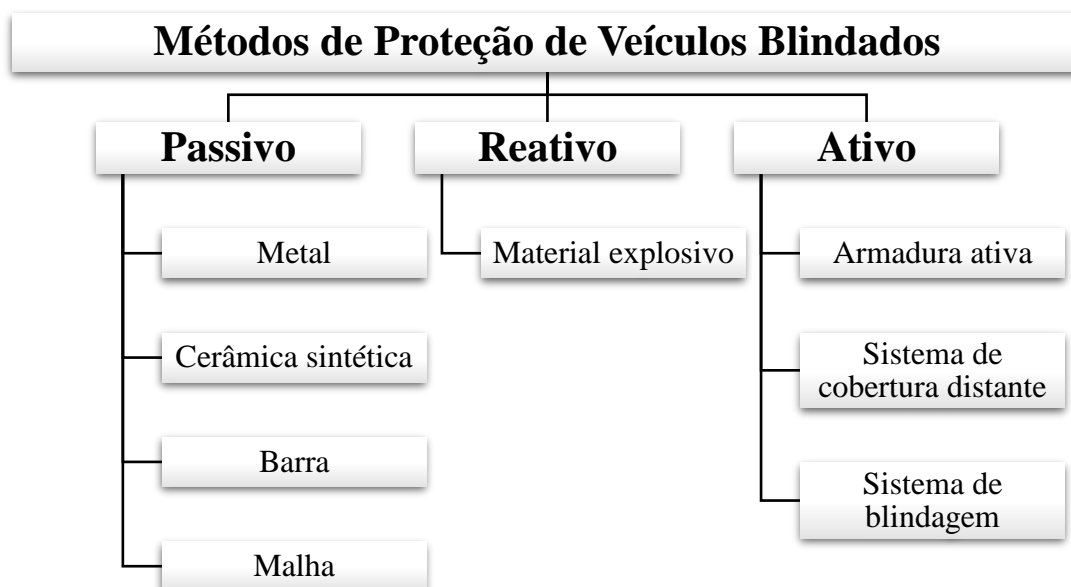 Métodos de Proteção de Veículos Blindados
Passivo
Reativo
Ativo
Metal
Cerâmica sintética
Barra
Malha
Material explosivo
Armadura ativa
Sistema de
cobertura distante
Sistema de
blindagem